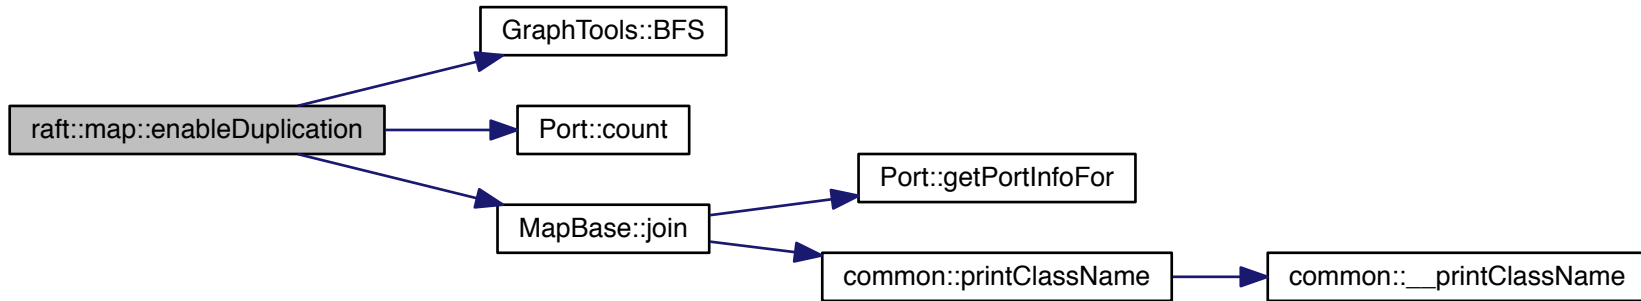 GraphTools::BFS
raft::map::enableDuplication
Port::count
Port::getPortInfoFor
MapBase::join
common::printClassName
common::__printClassName